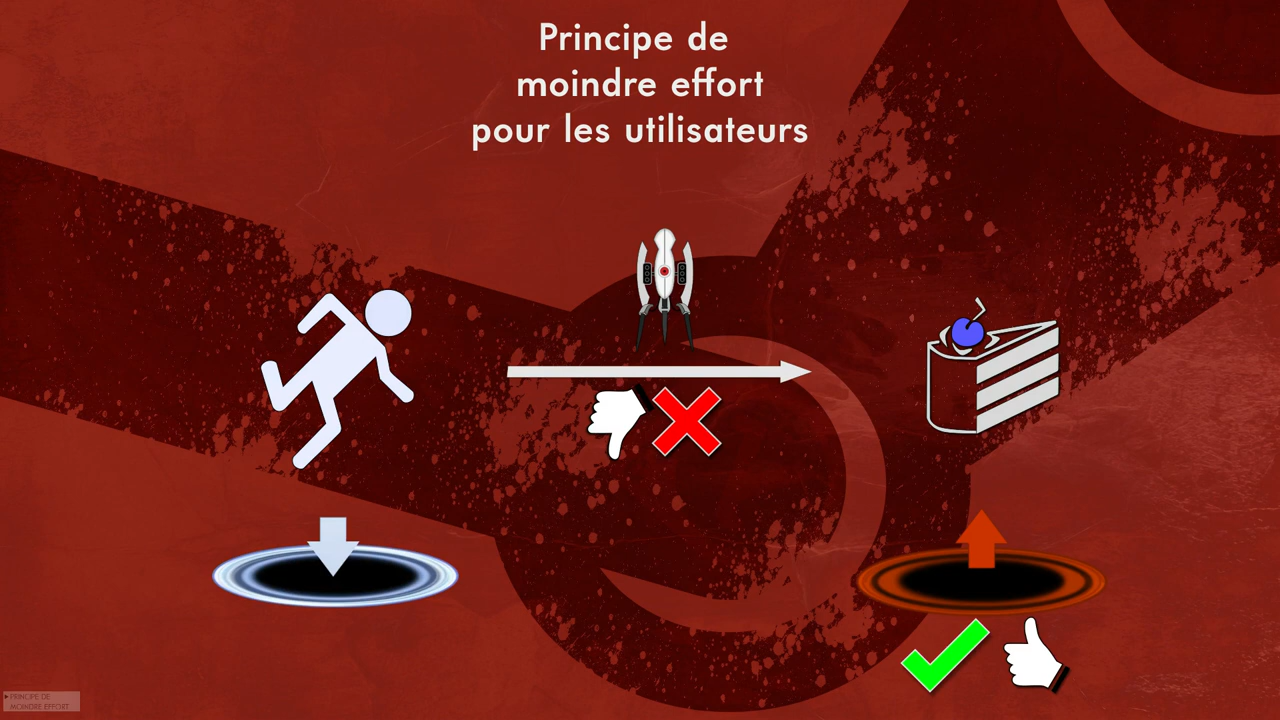 Principe de
moindre effort
pour les utilisateurs
PRINCIPE DE
MOINDRE EFFORT